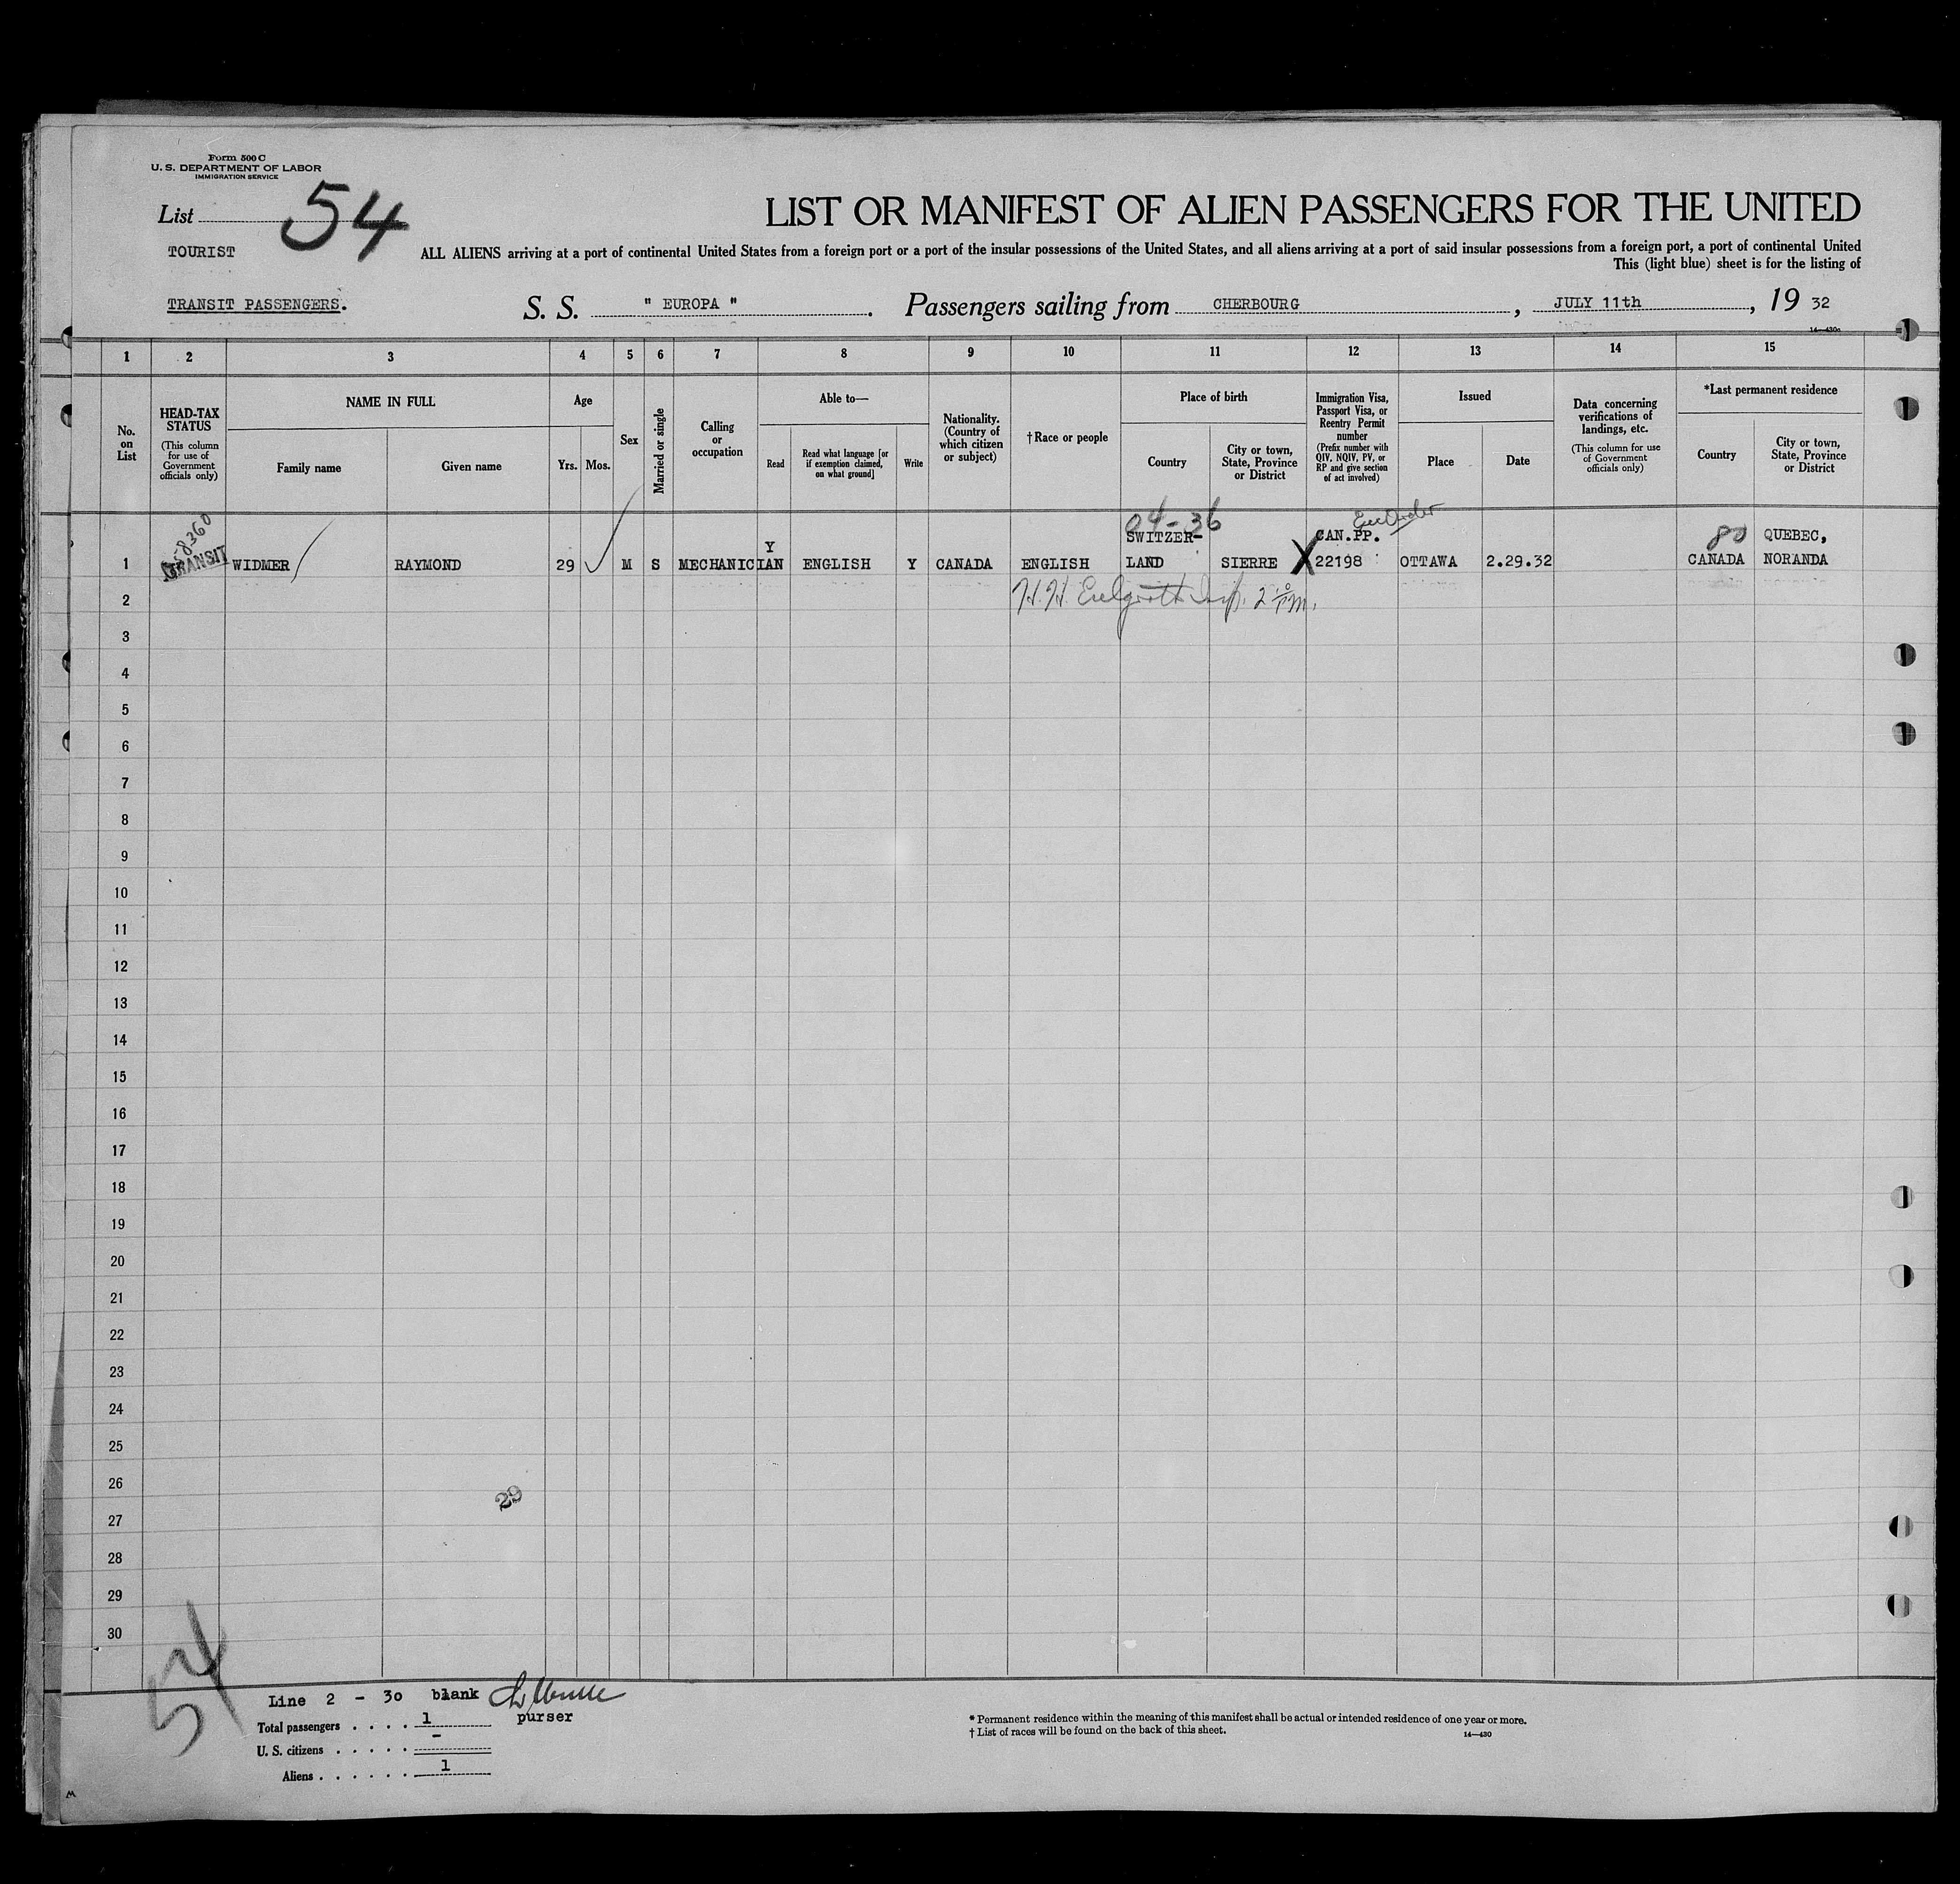 Form 500 C
U. S. DEPARTMENT OF LABOR
IMMIGRATION SERVICE
List 54
LIST OR MANIFEST OF ALIEN PASSENGERS FOR THE UNITED
TOURIST
ALL ALIENS arriving at a port of continental United States from a foreign port or a port of the insular possessions of the United States, and all aliens arriving at a port of said insular possessions from a foreign port, a port of continental United
This (light blue) sheet is for the listing of
TRANSIT PASSENGERS.
S. S. " EUROPA ". Passengers sailing from CHERBOURG, JULY 11th, 19 32
14—430a
1 2 3 4 5 6 7 8 9 10 11 12 13 14 15
No. on List
HEAD-TAX STATUS
(This column for use of Government officials only)
NAME IN FULL
Family name
Given name
Age
Yrs. Mos.
Sex
Married or single
Calling or occupation
Able to—
Read
Read what language [or if exemption claimed, on what ground]
Write
Nationality. (Country of which citizen or subject)
†Race or people
Place of birth
Country
City or town, State, Province or District
Immigration Visa, Passport Visa, or Reentry Permit number
(Prefix number with QIV, NQIV, PV, or RP and give section of act involved)
Issued
Place
Date
Data concerning verifications of landings, etc.
(This column for use of Government officials only)
*Last permanent residence
Country
City or town, State, Province or District
04-36
Y SWITZER- CAN.PP. 80 QUEBEC,
1 TRANSIT WIDMER RAYMOND 29 M S MECHANICIAN ENGLISH Y CANADA ENGLISH LAND SIERRE X 22198 OTTAWA 2.29.32 CANADA NORANDA
2
3
4
5
6
7
8
9
10
11
12
13
14
15
16
17
18
19
20
21
22
23
24
25
26
29
27
28
29
30
54
Line 2 - 30 blank
purser
Total passengers . . . . 1
U. S. citizens . . . . . -
Aliens . . . . . . 1
* Permanent residence within the meaning of this manifest shall be actual or intended residence of one year or more.
† List of races will be found on the back of this sheet.
14—430